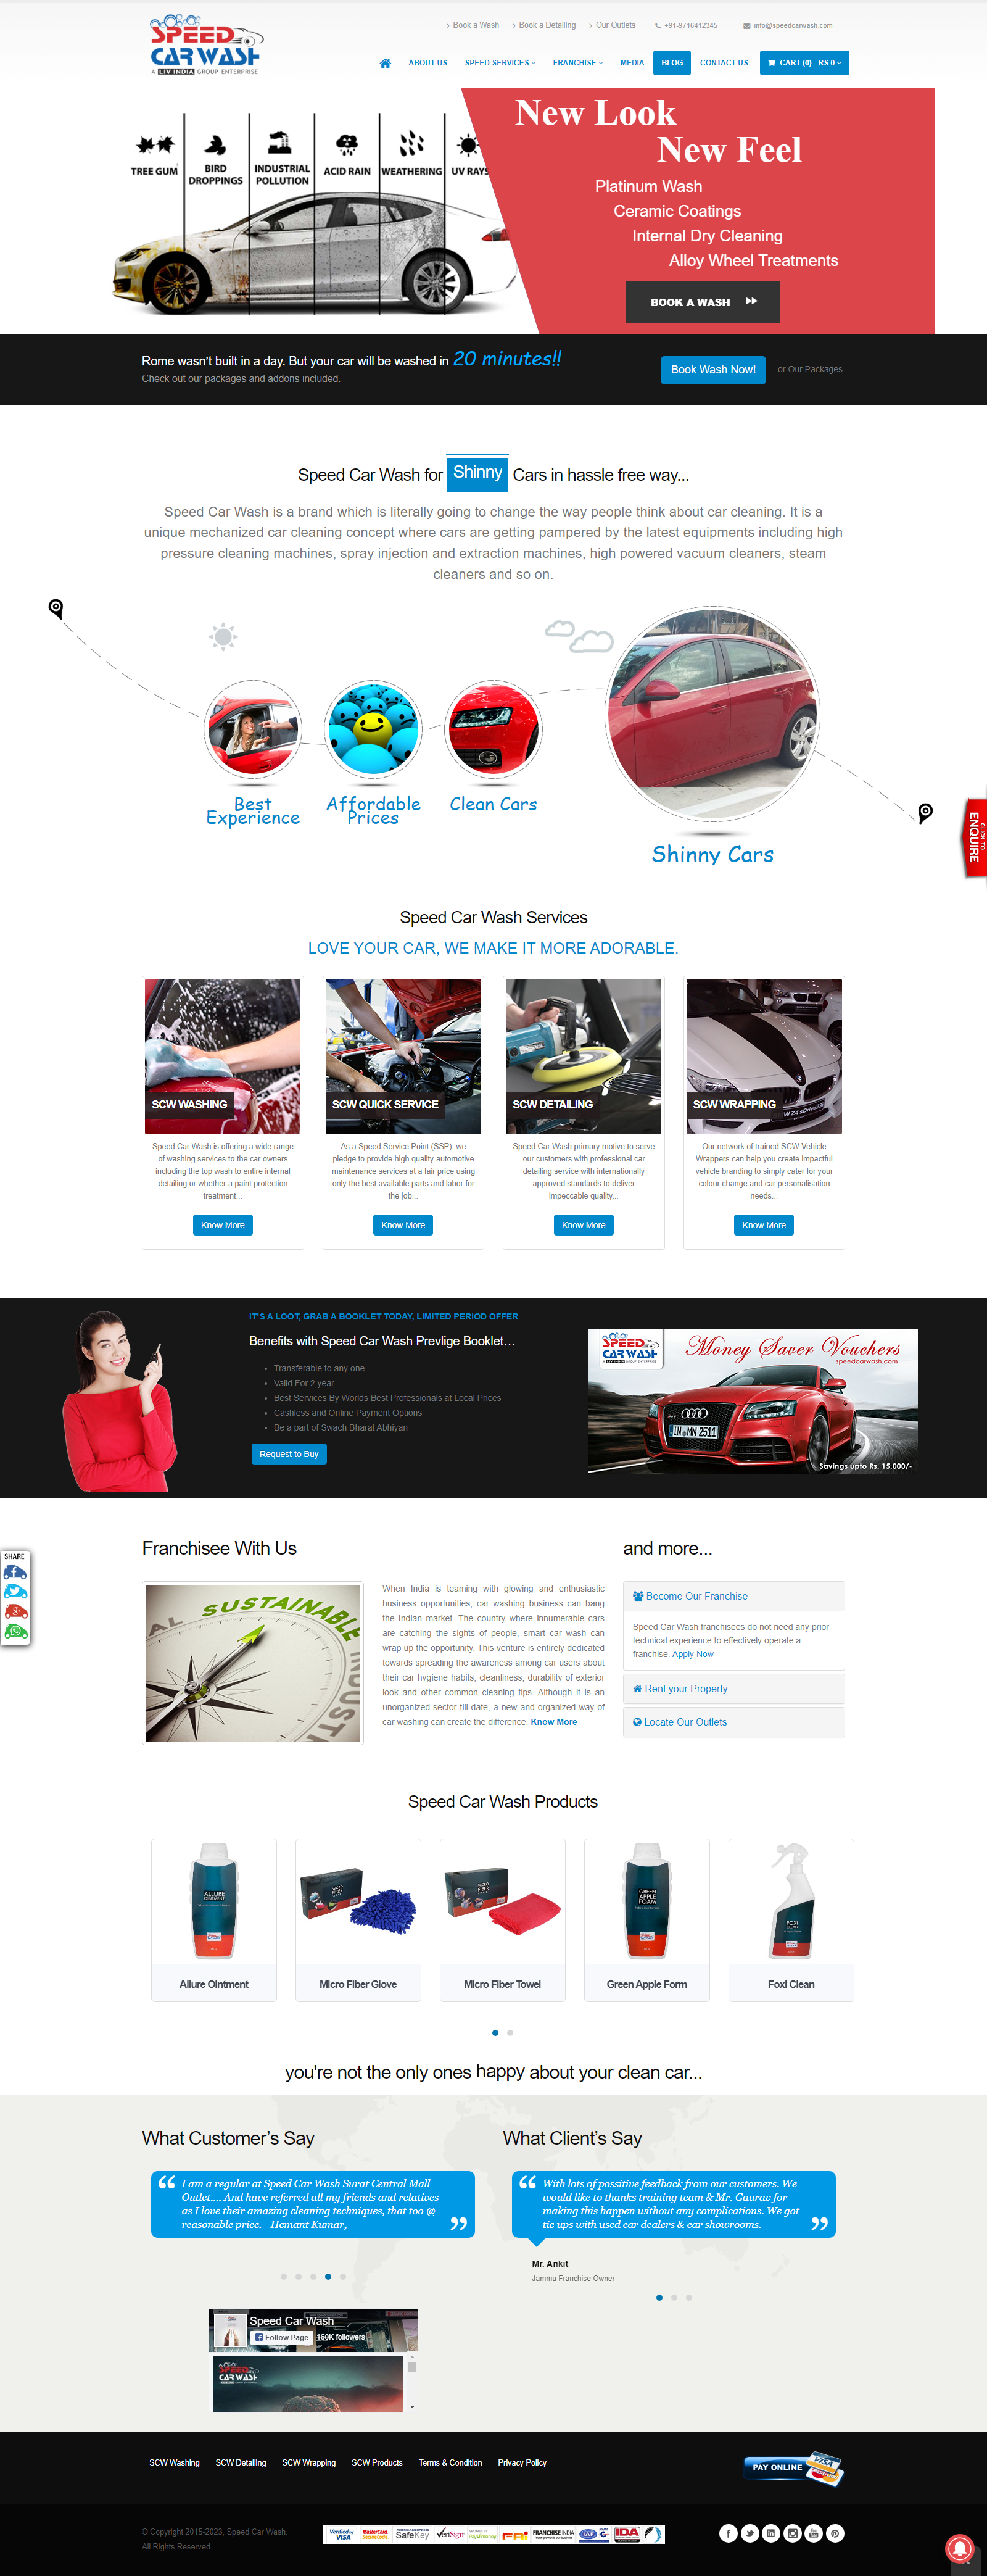 SPEED
CAR WASH
A LIV INDIA GROUP ENTERPRISE
Book a Wash
Book a Detailing
Our Outlets
+91-9716412345
info@speedcarwash.com
ABOUT US
SPEED SERVICES
FRANCHISE
MEDIA
BLOG
CONTACT US
CART (0) - RS 0
TREE GUM
BIRD
DROPPINGS
INDUSTRIAL
POLLUTION
ACID RAIN
WEATHERING
UV RAYS
New Look
New Feel
Platinum Wash
Ceramic Coatings
Internal Dry Cleaning
Alloy Wheel Treatments
BOOK A WASH
Rome wasn't built in a day. But your car will be washed in 20 minutes!!
Check out our packages and addons included.
Book Wash Now!
or Our Packages.
Speed Car Wash for Shinny Cars in hassle free way...
Speed Car Wash is a brand which is literally going to change the way people think about car cleaning. It is a
unique mechanized car cleaning concept where cars are getting pampered by the latest equipments including high
pressure cleaning machines, spray injection and extraction machines, high powered vacuum cleaners, steam
cleaners and so on.
Best
Experience
Affordable
Prices
Clean Cars
Shinny Cars
CLICK TO
ENQUIRE
Speed Car Wash Services
LOVE YOUR CAR, WE MAKE IT MORE ADORABLE.
SCW WASHING
Speed Car Wash is offering a wide range
of washing services to the car owners
including the top wash to entire internal
detailing or whether a paint protection
treatment...
Know More
SCW QUICK SERVICE
As a Speed Service Point (SSP), we
pledge to provide high quality automotive
maintenance services at a fair price using
only the best available parts and labor for
the job...
Know More
SCW DETAILING
Speed Car Wash primary motive to serve
our customers with professional car
detailing service with internationally
approved standards to deliver
impeccable quality...
Know More
SCW WRAPPING
Our network of trained SCW Vehicle
Wrappers can help you create impactful
vehicle branding to simply cater for your
colour change and car personalisation
needs...
Know More
IT'S A LOOT, GRAB A BOOKLET TODAY, LIMITED PERIOD OFFER
Benefits with Speed Car Wash Prevlige Booklet...
Transferable to any one
Valid For 2 year
Best Services By Worlds Best Professionals at Local Prices
Cashless and Online Payment Options
Be a part of Swach Bharat Abhiyan
Request to Buy
SPEED
CAR WASH
Money Saver Vouchers
speedcarwash.com
IN MN 2511
Savings upto Rs. 15,000/-
SHARE
Franchisee With Us
SUSTAINABLE
When India is teaming with glowing and enthusiastic
business opportunities, car washing business can bang
the Indian market. The country where innumerable cars
are catching the sights of people, smart car wash can
wrap up the opportunity. This venture is entirely dedicated
towards spreading the awareness among car users about
their car hygiene habits, cleanliness, durability of exterior
look and other common cleaning tips. Although it is an
unorganized sector till date, a new and organized way of
car washing can create the difference. Know More
and more...
Become Our Franchise
Speed Car Wash franchisees do not need any prior
technical experience to effectively operate a
franchise. Apply Now
Rent your Property
Locate Our Outlets
Speed Car Wash Products
ALLURE
OINTMENT
Allure Ointment
Micro Fiber Glove
Micro Fiber Towel
GREEN
APPLE
FOAM
Green Apple Form
FOXI
CLEAN
Foxi Clean
you're not the only ones happy about your clean car...
What Customer's Say
I am a regular at Speed Car Wash Surat Central Mall
Outlet.... And have referred all my friends and relatives
as I love their amazing cleaning techniques, that too @
reasonable price. - Hemant Kumar,
What Client's Say
With lots of possitive feedback from our customers. We
would like to thanks training team & Mr. Gaurav for
making this happen without any complications. We got
tie ups with used car dealers & car showrooms.
Mr. Ankit
Jammu Franchise Owner
Speed Car Wash
Follow Page
160K followers
SPEED
CAR WASH
SCW Washing
SCW Detailing
SCW Wrapping
SCW Products
Terms & Condition
Privacy Policy
PAY ONLINE
VISA
© Copyright 2015-2023, Speed Car Wash.
All Rights Reserved.
Verified by
VISA
MasterCard
SecureCode
SafeKey
VeriSign
PayUmoney
FAI
FRANCHISE INDIA
IAF
IDA